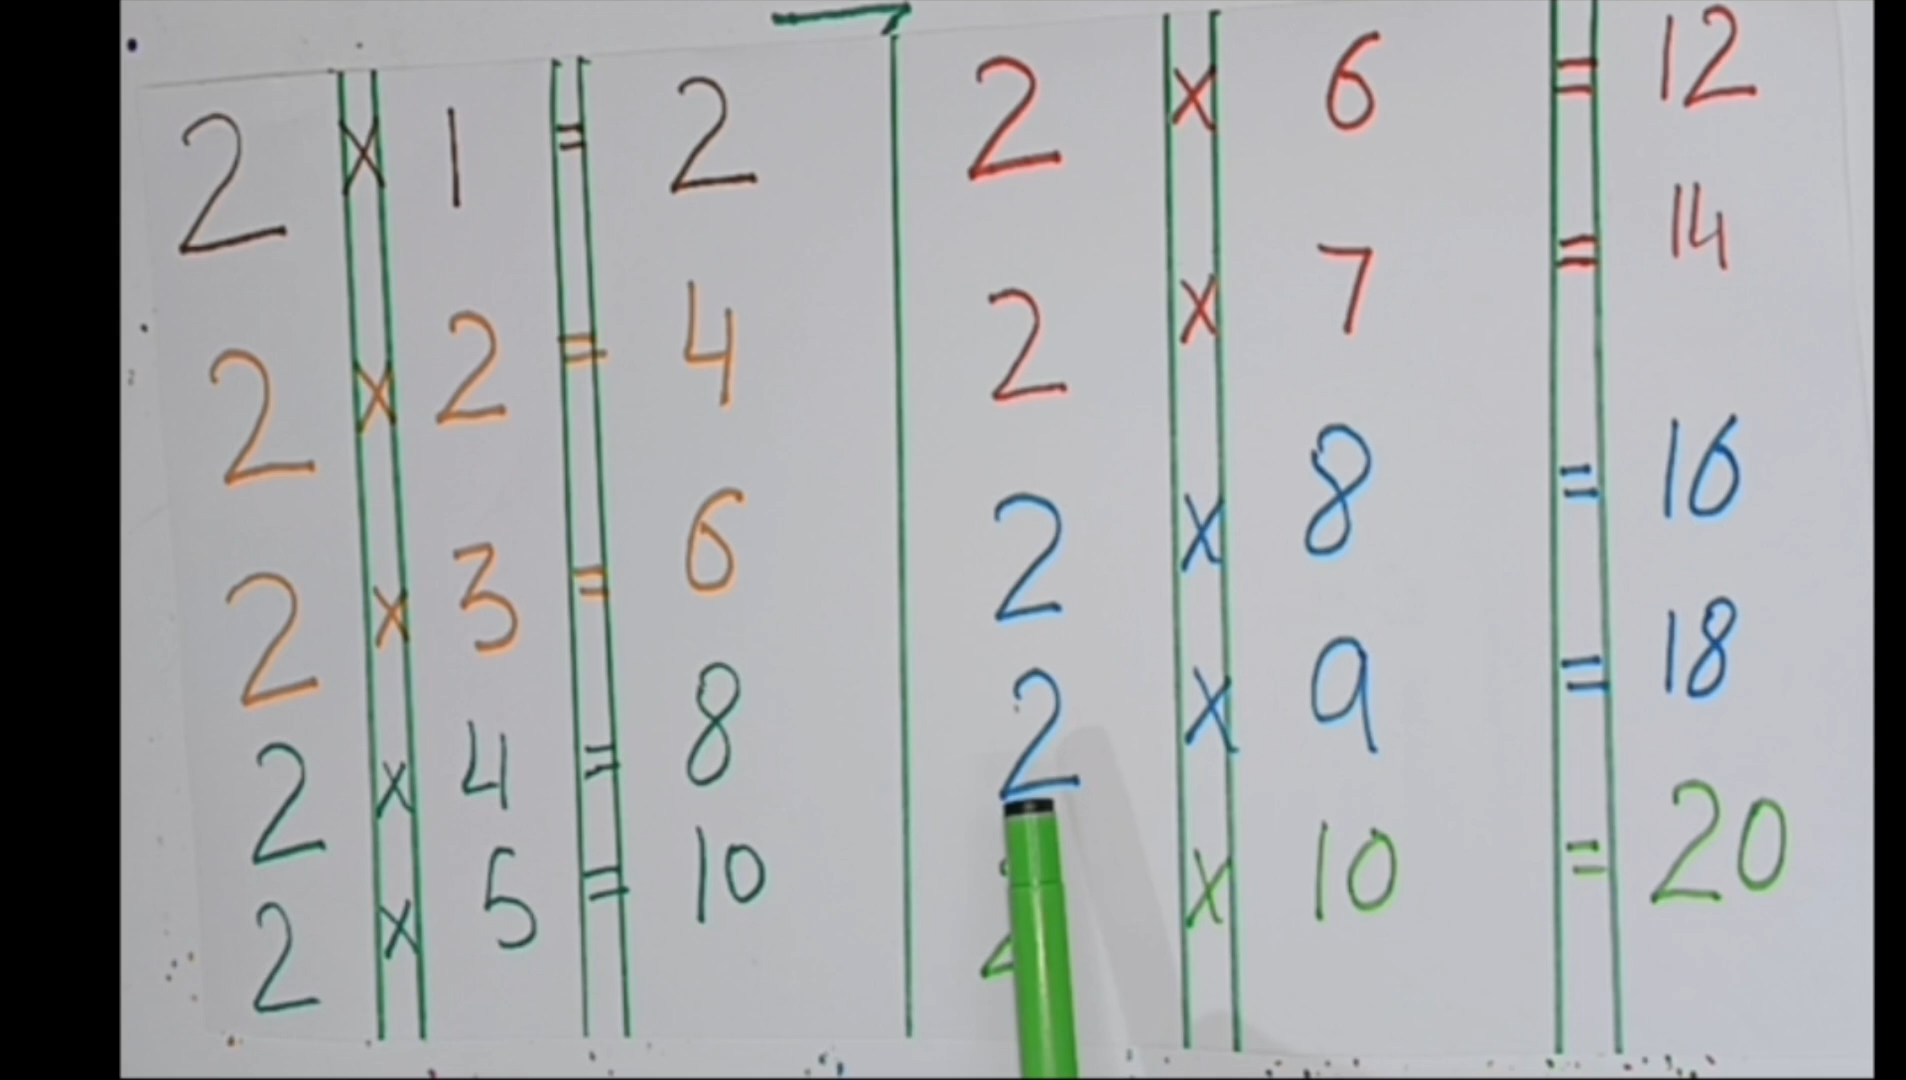 2 x 1 = 2
2 x 2 = 4
2 x 3 = 6
2 x 4 = 8
2 x 5 = 10
2 x 6 = 12
2 x 7 = 14
2 x 8 = 16
2 x 9 = 18
x 10 = 20